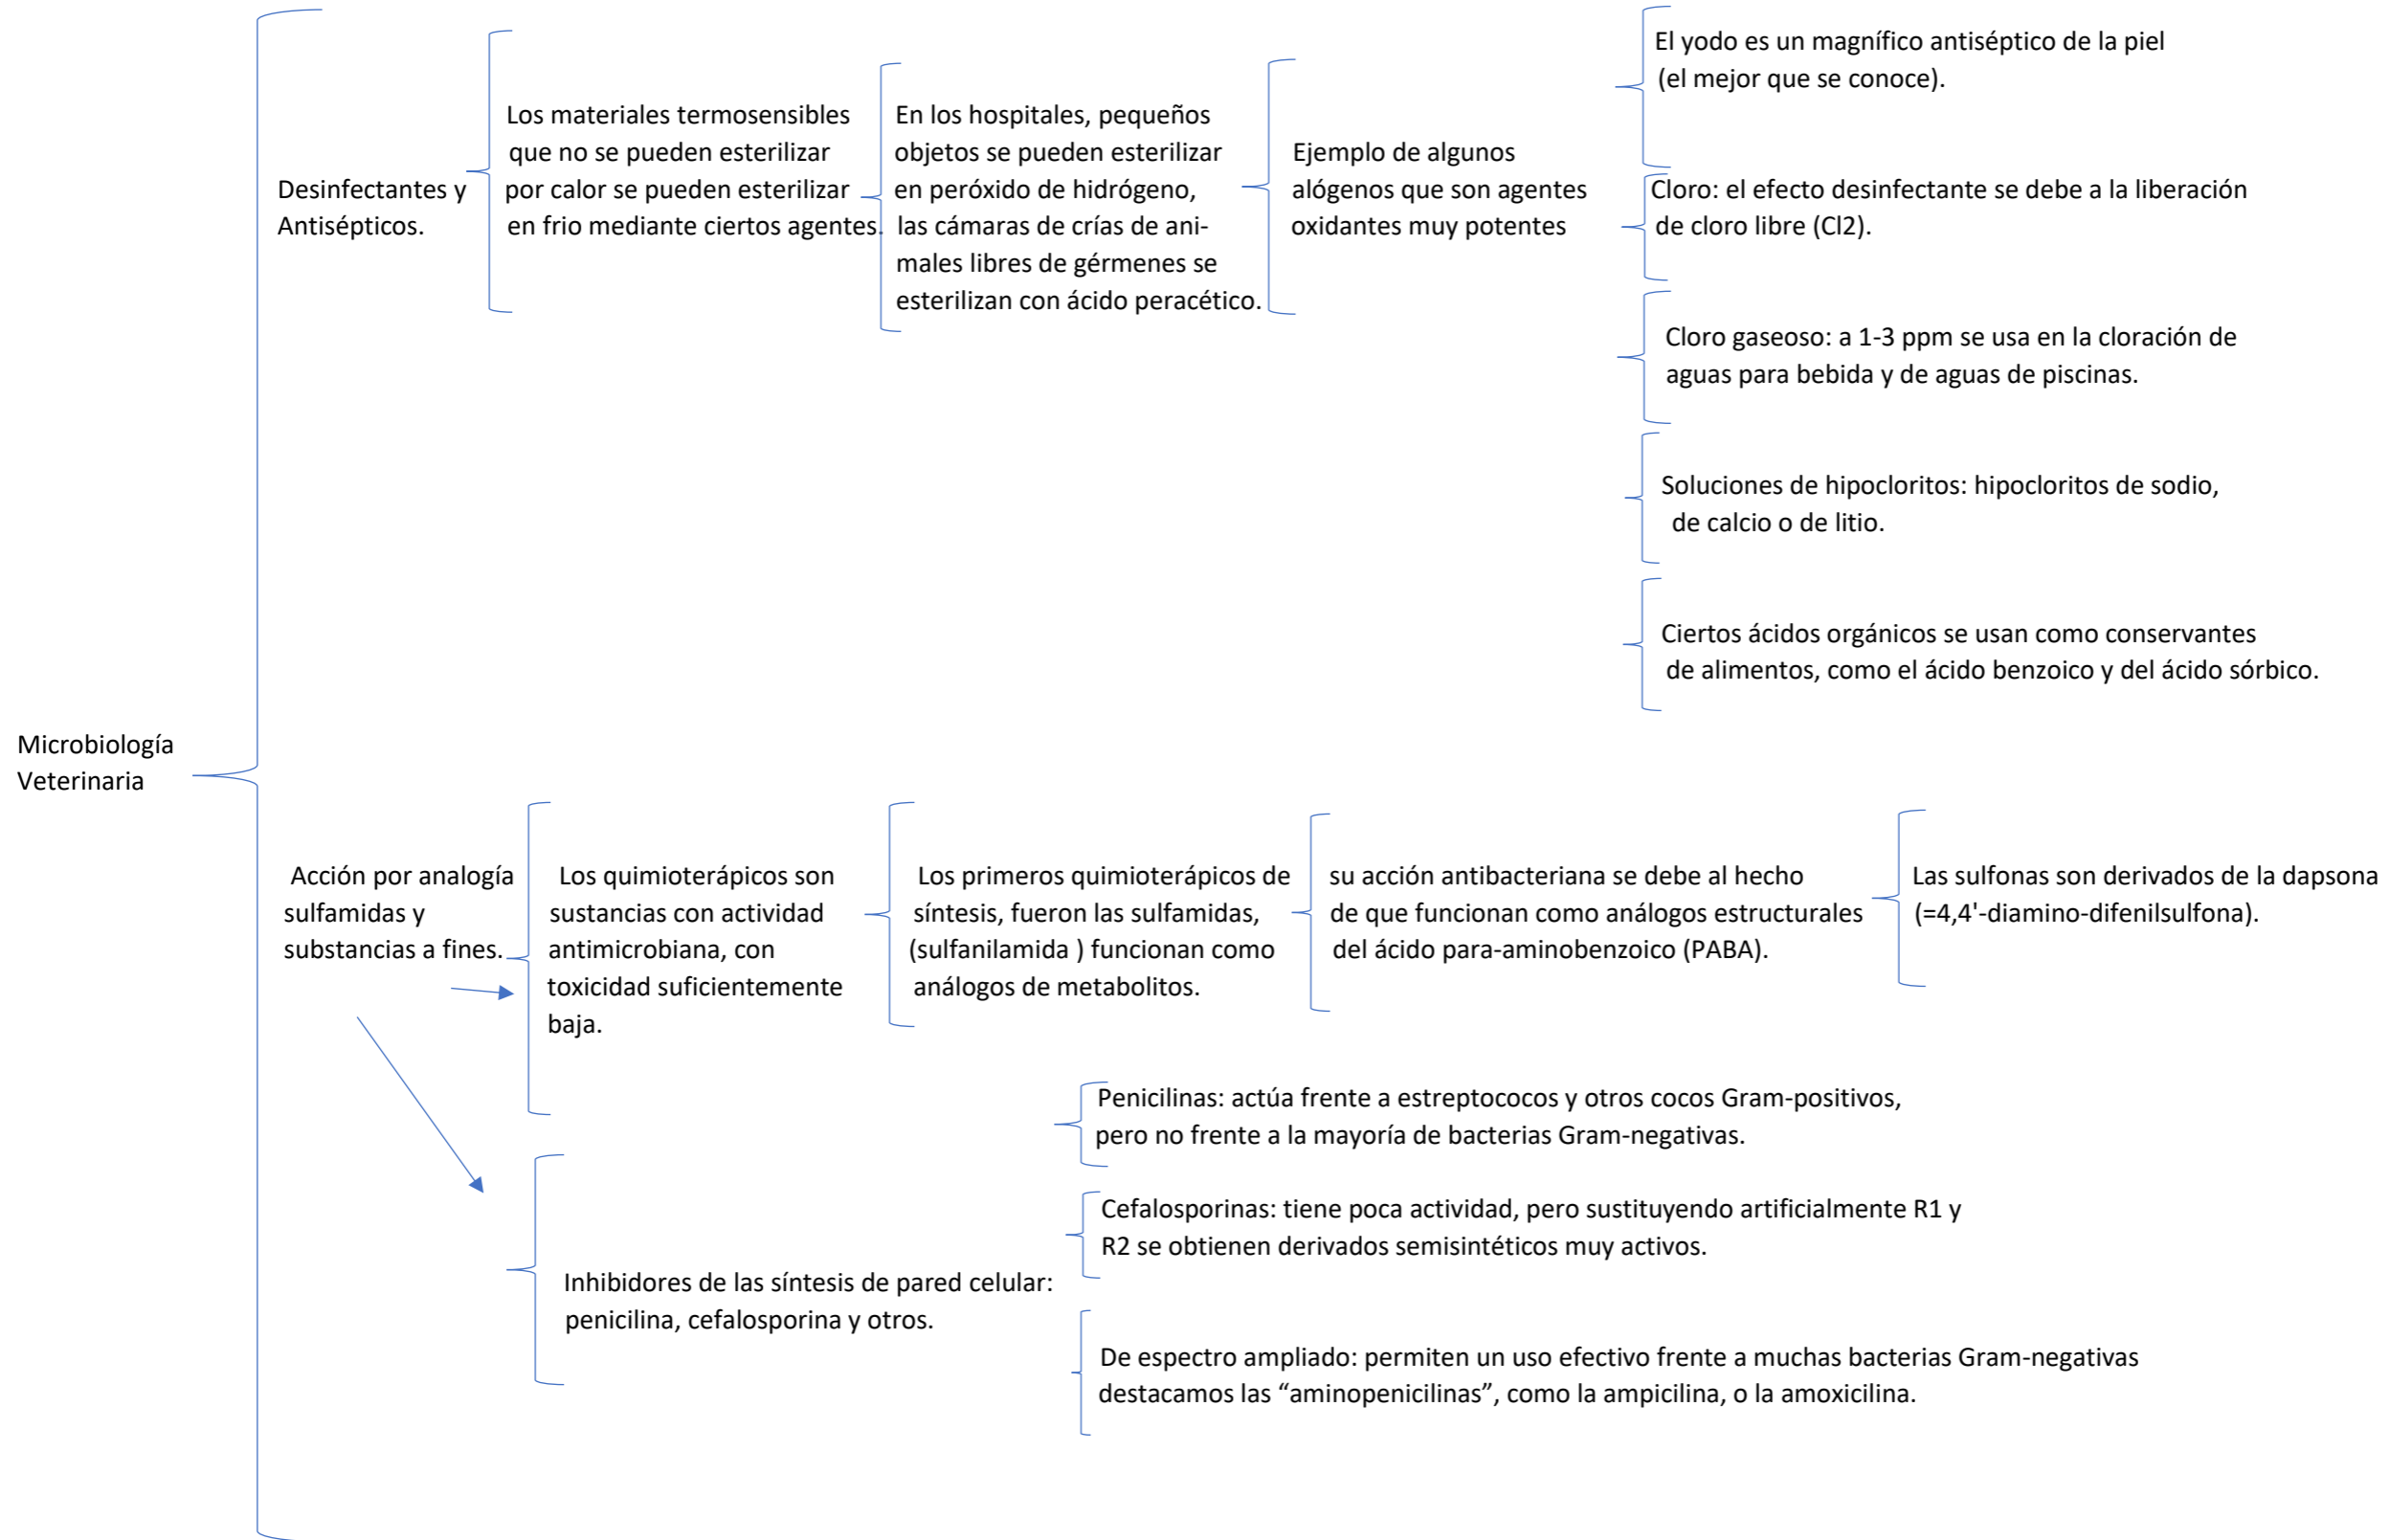 Microbiología
Veterinaria
Desinfectantes y
Antisépticos.
Los materiales termosensibles
que no se pueden esterilizar
por calor se pueden esterilizar
en frio mediante ciertos agentes.
En los hospitales, pequeños
objetos se pueden esterilizar
en peróxido de hidrógeno,
las cámaras de crías de ani-
males libres de gérmenes se
esterilizan con ácido peracético.
Ejemplo de algunos
alógenos que son agentes
oxidantes muy potentes
El yodo es un magnífico antiséptico de la piel
(el mejor que se conoce).
Cloro: el efecto desinfectante se debe a la liberación
de cloro libre (Cl2).
Cloro gaseoso: a 1-3 ppm se usa en la cloración de
aguas para bebida y de aguas de piscinas.
Soluciones de hipocloritos: hipocloritos de sodio,
de calcio o de litio.
Ciertos ácidos orgánicos se usan como conservantes
de alimentos, como el ácido benzoico y del ácido sórbico.
Acción por analogía
sulfamidas y
substancias a fines.
Los quimioterápicos son
sustancias con actividad
antimicrobiana, con
toxicidad suficientemente
baja.
Los primeros quimioterápicos de
síntesis, fueron las sulfamidas,
(sulfanilamida ) funcionan como
análogos de metabolitos.
su acción antibacteriana se debe al hecho
de que funcionan como análogos estructurales
del ácido para-aminobenzoico (PABA).
Las sulfonas son derivados de la dapsona
(=4,4'-diamino-difenilsulfona).
Inhibidores de las síntesis de pared celular:
penicilina, cefalosporina y otros.
Penicilinas: actúa frente a estreptococos y otros cocos Gram-positivos,
pero no frente a la mayoría de bacterias Gram-negativas.
Cefalosporinas: tiene poca actividad, pero sustituyendo artificialmente R1 y
R2 se obtienen derivados semisintéticos muy activos.
De espectro ampliado: permiten un uso efectivo frente a muchas bacterias Gram-negativas
destacamos las “aminopenicilinas”, como la ampicilina, o la amoxicilina.